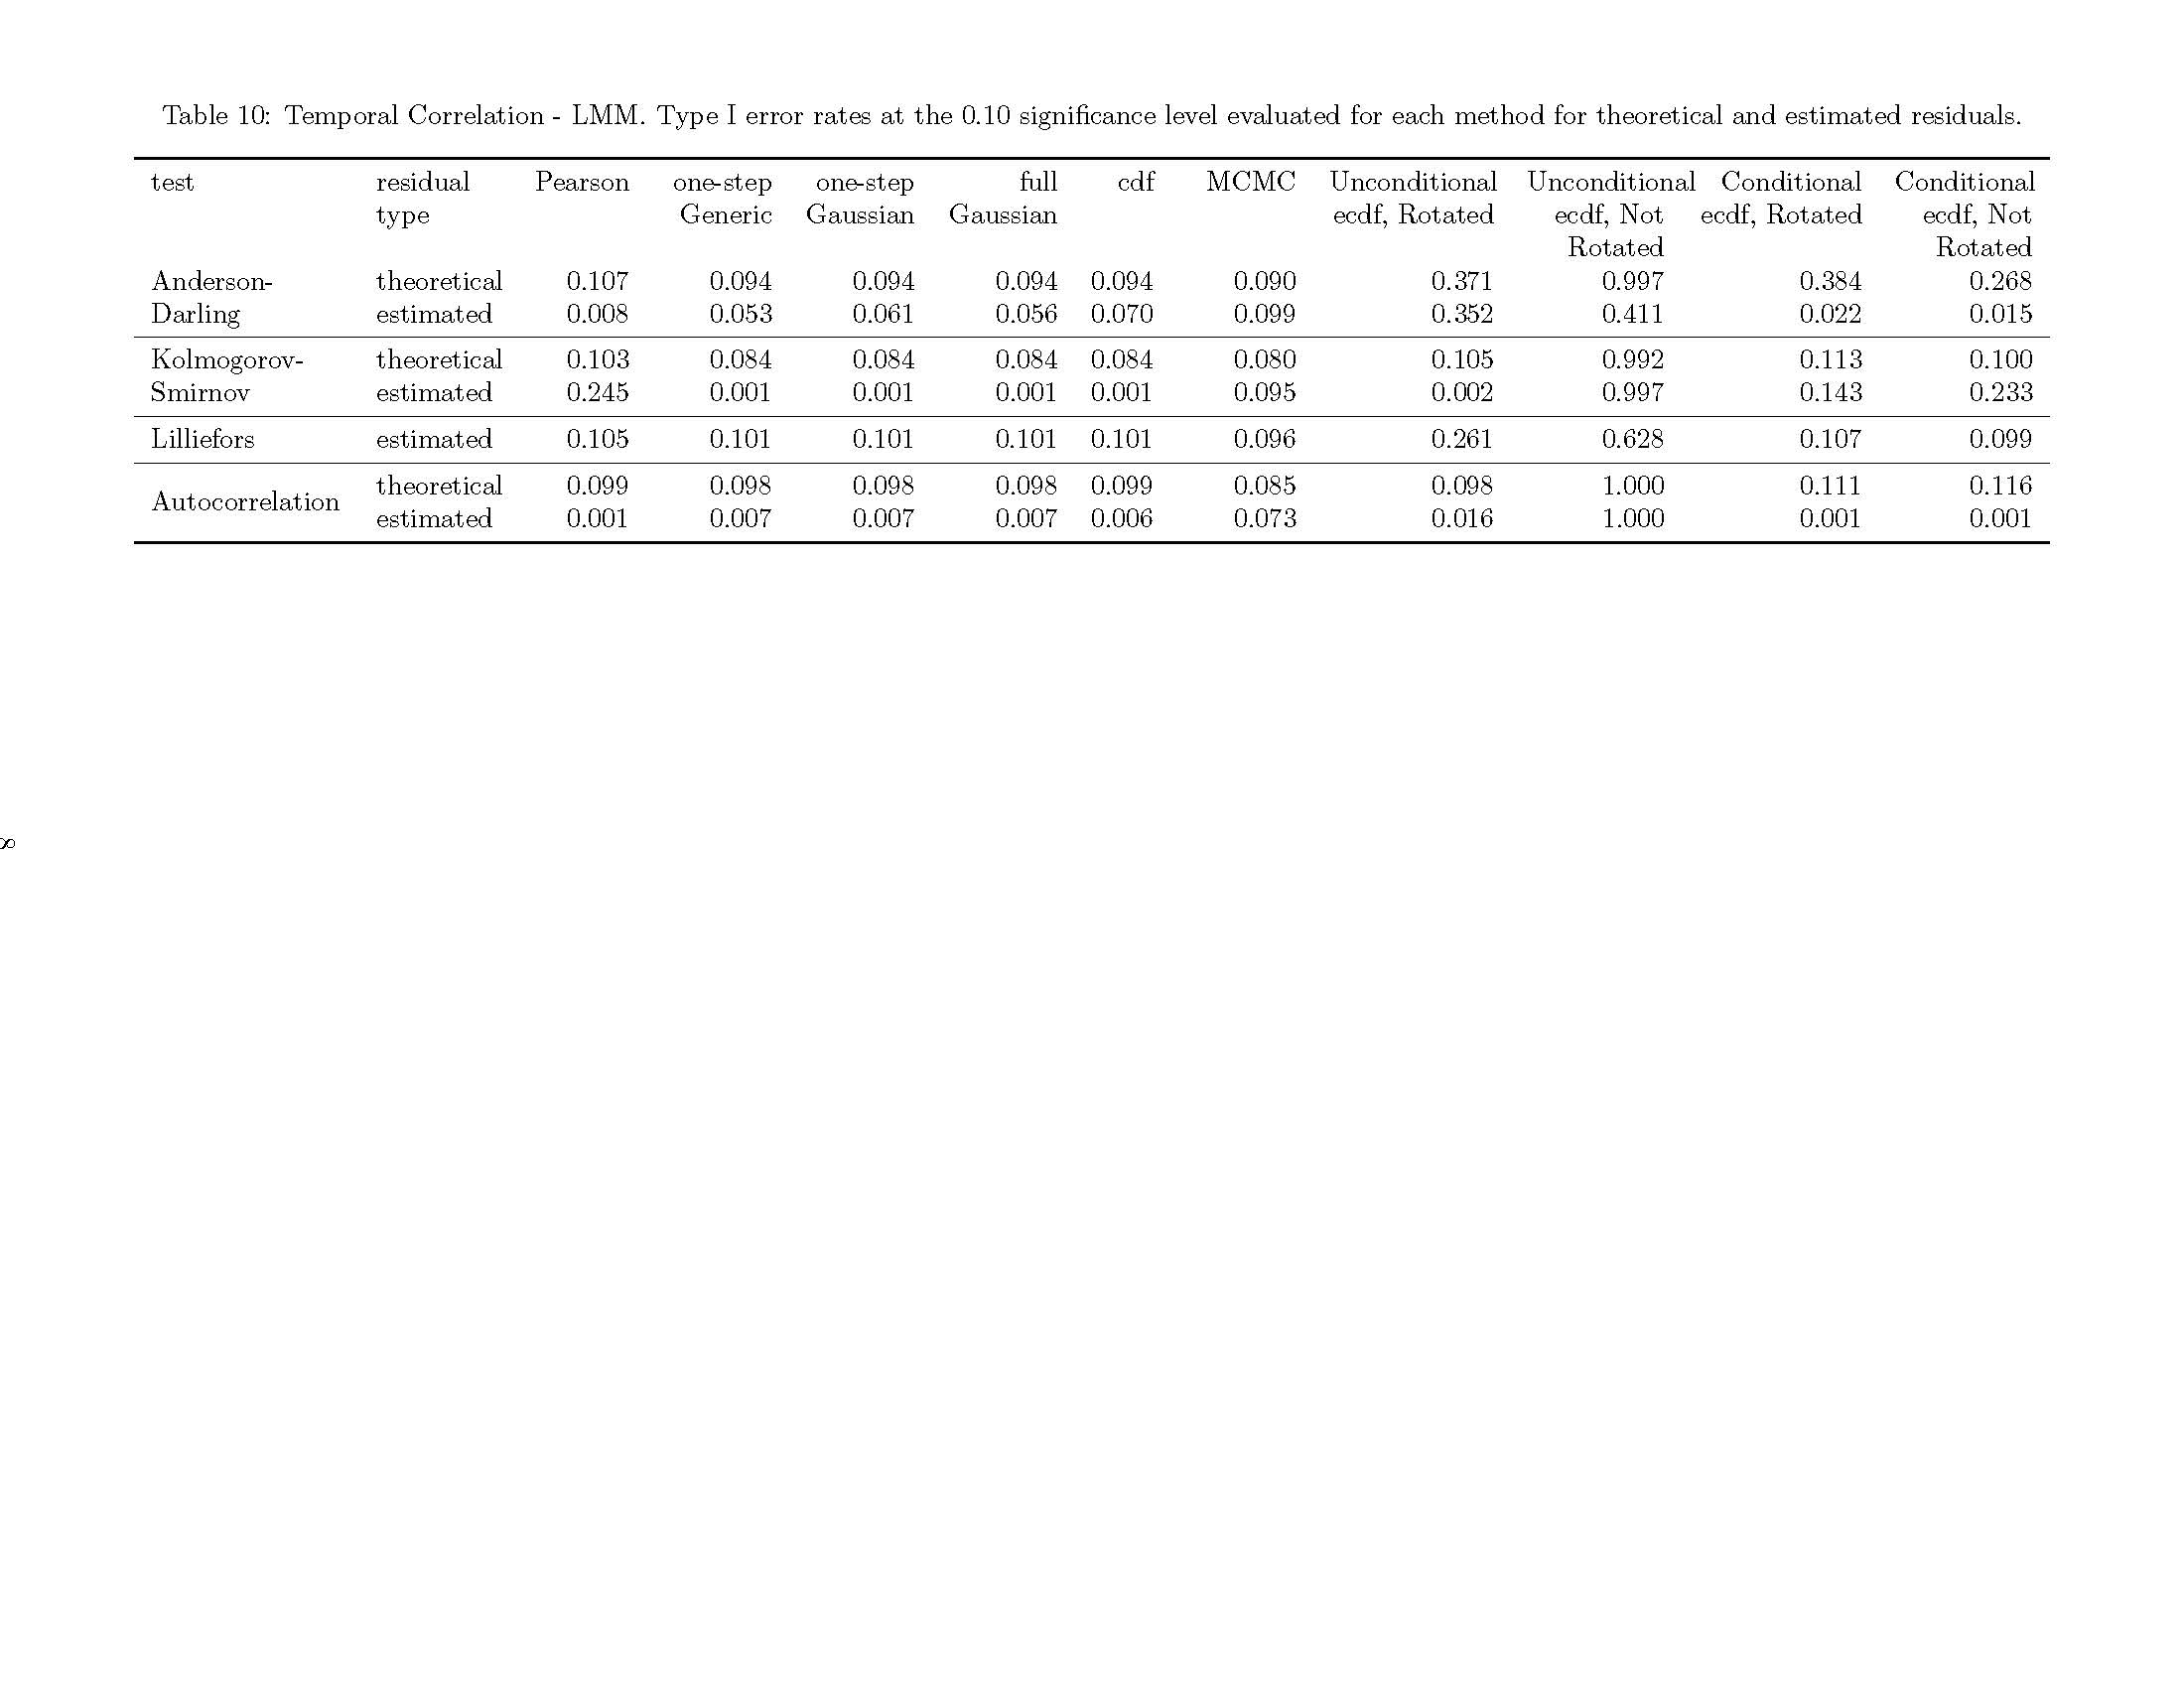 Table 10: Temporal Correlation - LMM. Type I error rates at the 0.10 significance level evaluated for each method for theoretical and estimated residuals.
test residual Pearson one-step one-step full cdf MCMC Unconditional Unconditional Conditional Conditional
type Generic Gaussian Gaussian ecdf, Rotated ecdf, Not ecdf, Rotated ecdf, Not
Rotated Rotated
Anderson- theoretical 0.107 0.094 0.094 0.094 0.094 0.090 0.371 0.997 0.384 0.268
Darling estimated 0.008 0.053 0.061 0.056 0.070 0.099 0.352 0.411 0.022 0.015
Kolmogorov- theoretical 0.103 0.084 0.084 0.084 0.084 0.080 0.105 0.992 0.113 0.100
Smirnov estimated 0.245 0.001 0.001 0.001 0.001 0.095 0.002 0.997 0.143 0.233
Lilliefors estimated 0.105 0.101 0.101 0.101 0.101 0.096 0.261 0.628 0.107 0.099
Autocorrelation theoretical 0.099 0.098 0.098 0.098 0.099 0.085 0.098 1.000 0.111 0.116
estimated 0.001 0.007 0.007 0.007 0.006 0.073 0.016 1.000 0.001 0.001